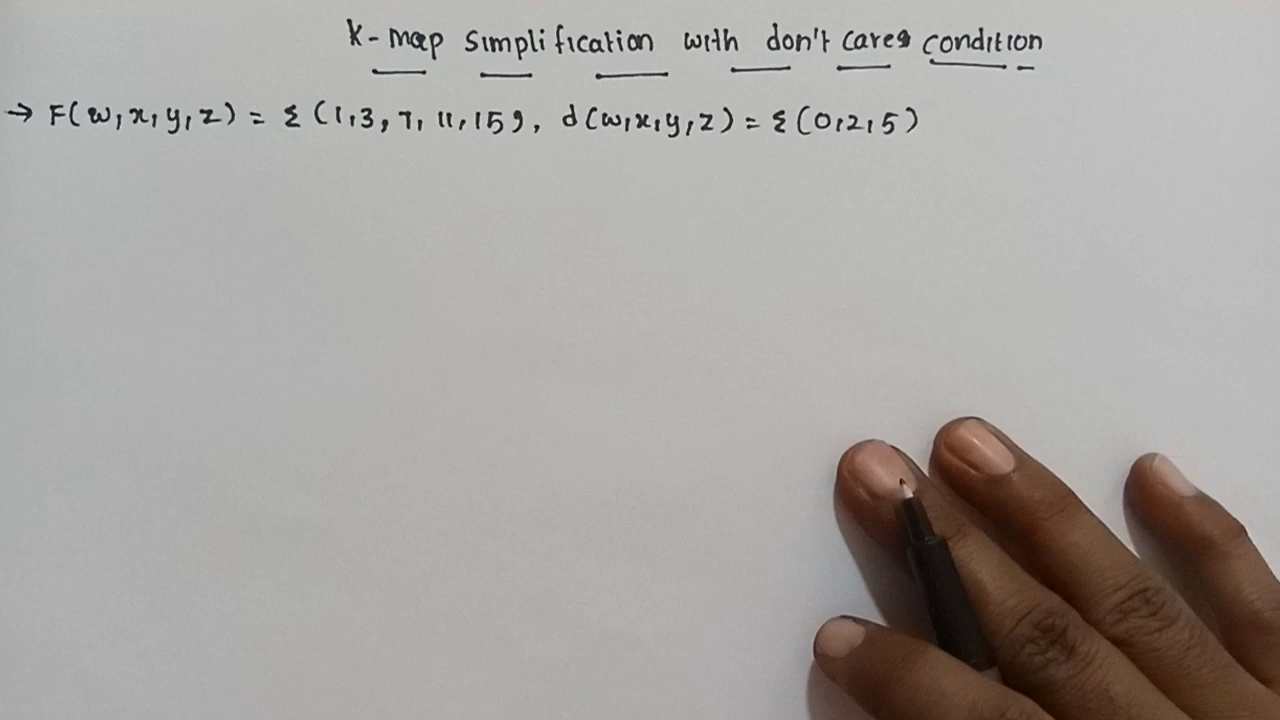 K-map simplification with don't cares condition
→ F(w,x,y,z) = Σ(1,3,7,11,15), d(w,x,y,z) = Σ(0,2,5)